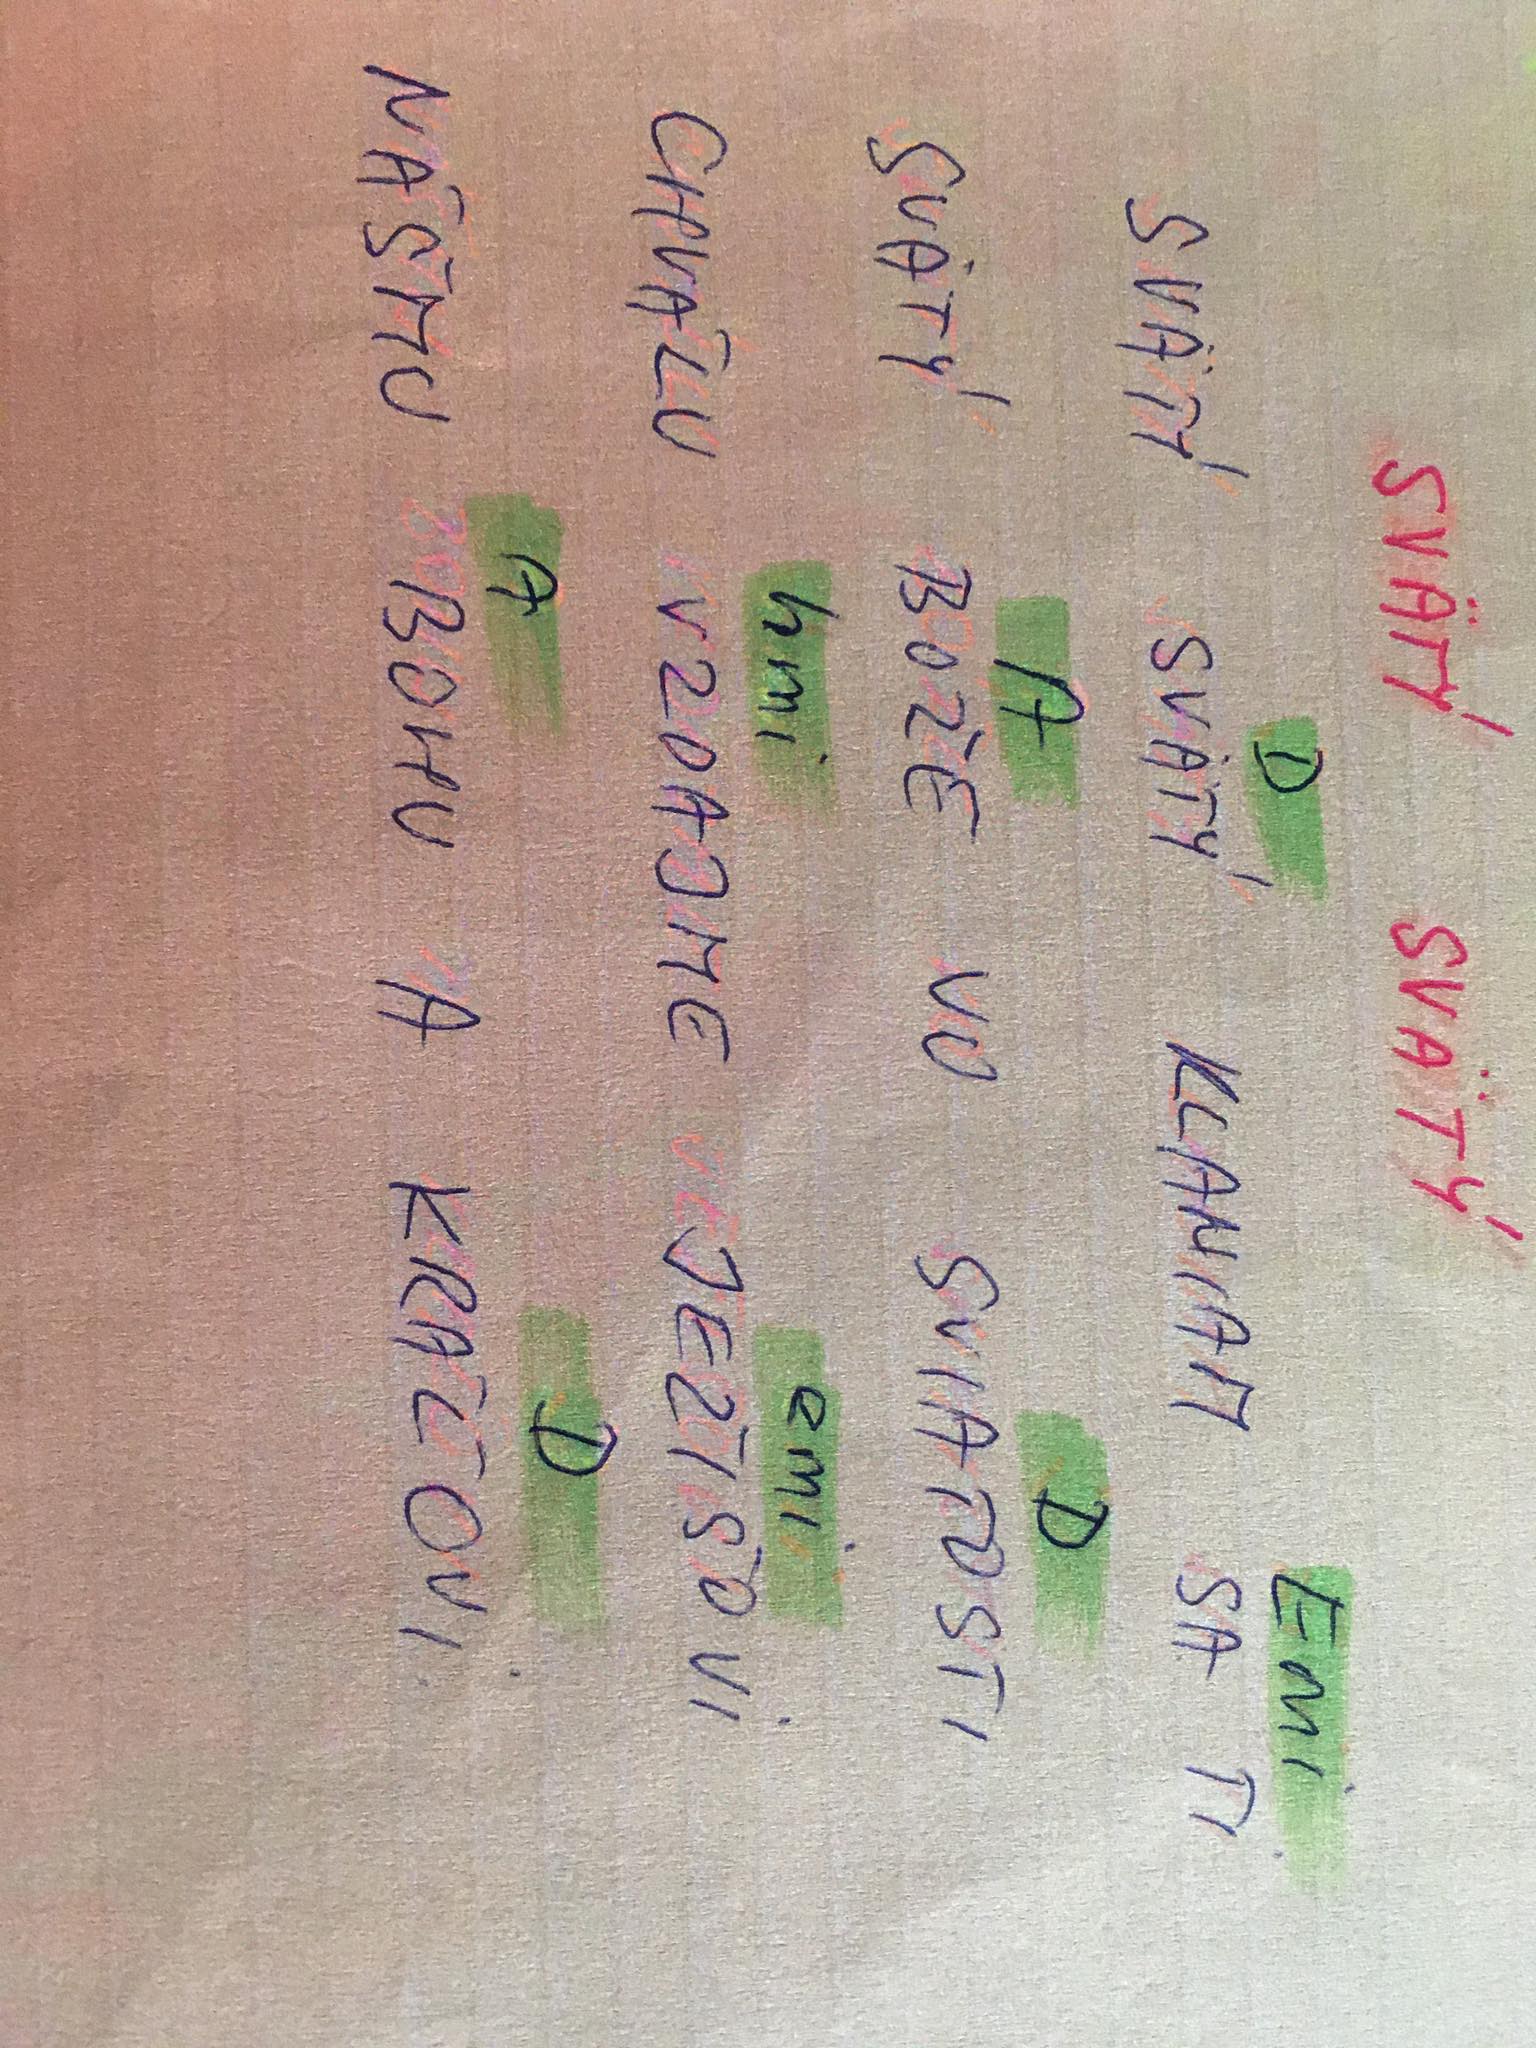 SVÄTÝ SVÄTÝ
D Emi
SVÄTÝ SVÄTÝ KLANIAM SA TI
A D
SVÄTÝ BOŽE VO SVIATOSTI
hmi emi
CHVÁLU VZDAJME JEŽIŠOVI
A D
NÁŠMU BOHU A KRÁĽOVI.